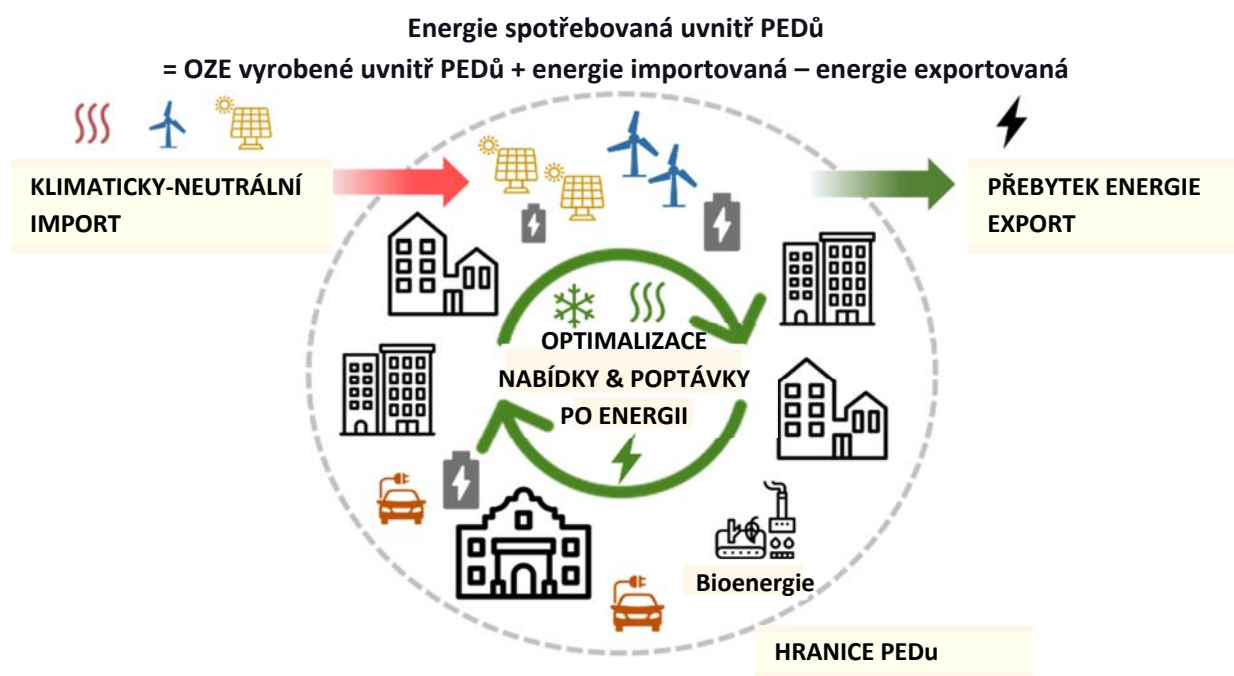 Energie spotřebovaná uvnitř PEDů
= OZE vyrobené uvnitř PEDů + energie importovaná – energie exportovaná
KLIMATICKY-NEUTRÁLNÍ
IMPORT
PŘEBYTEK ENERGIE
EXPORT
OPTIMALIZACE
NABÍDKY & POPTÁVKY
PO ENERGII
Bioenergie
HRANICE PEDu